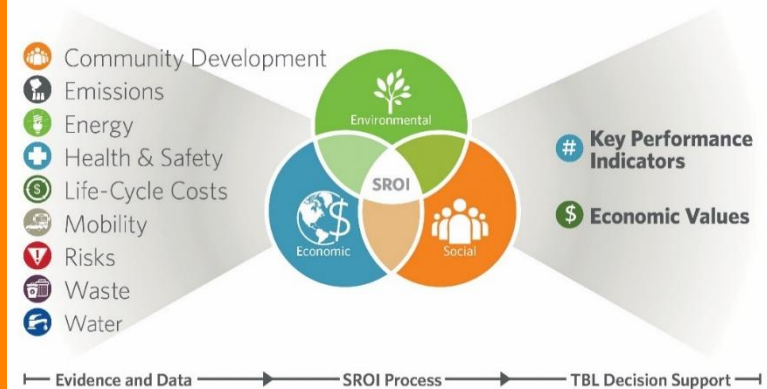 Community Development
Emissions
Energy
Health & Safety
Life-Cycle Costs
Mobility
Risks
Waste
Water
Environmental
SROI
Economic
Social
# Key Performance
Indicators
$ Economic Values
Evidence and Data
SROI Process
TBL Decision Support